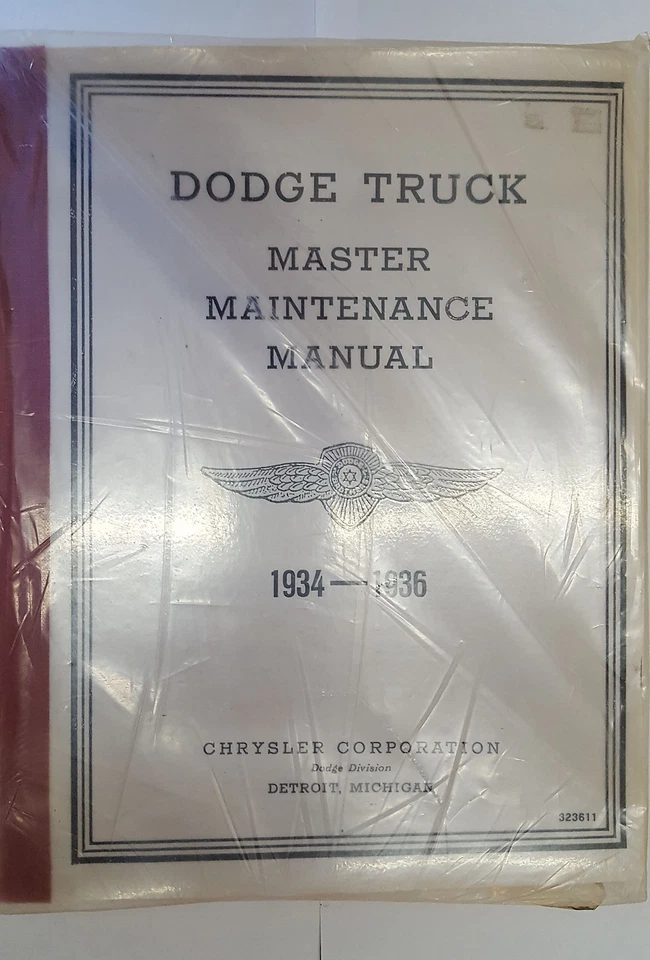 DODGE TRUCK
MASTER
MAINTENANCE
MANUAL
1934—1936
CHRYSLER CORPORATION
Dodge Division
DETROIT, MICHIGAN
323611